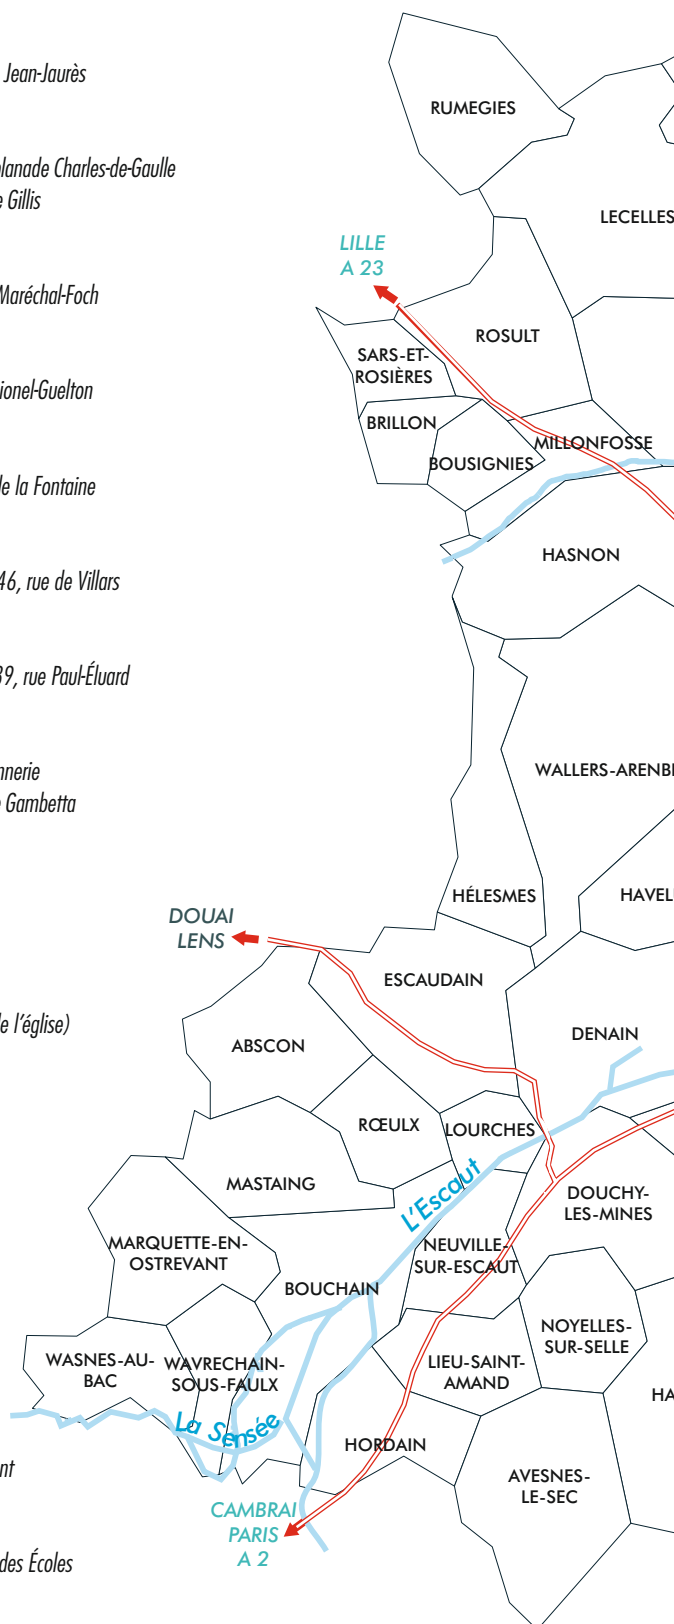 Jean-Jaurès
planade Charles-de-Gaulle
e Gillis
Maréchal-Foch
ionel-Guelton
de la Fontaine
46, rue de Villars
39, rue Paul-Éluard
nnerie
Gambetta
de l'église)
nt
des Écoles
RUMEGIES
LECELLES
LILLE
A 23
ROSULT
SARS-ET-
ROSIÈRES
BRILLON
MILLONFOSSE
BOUSIGNIES
HASNON
WALLERS-ARENB
HÉLESMES
HAVEL
DOUAI
LENS
ESCAUDAIN
DENAIN
ABSCON
RŒULX
LOURCHES
MASTAING
L'Escaut
DOUCHY-
LES-MINES
MARQUETTE-EN-
OSTREVANT
NEUVILLE-
SUR-ESCAUT
BOUCHAIN
NOYELLES-
SUR-SELLE
WASNES-AU-
BAC
WAVRECHAIN-
SOUS-FAULX
LIEU-SAINT-
AMAND
HA
La Sensée
HORDAIN
AVESNES-
LE-SEC
CAMBRAI
PARIS
A 2